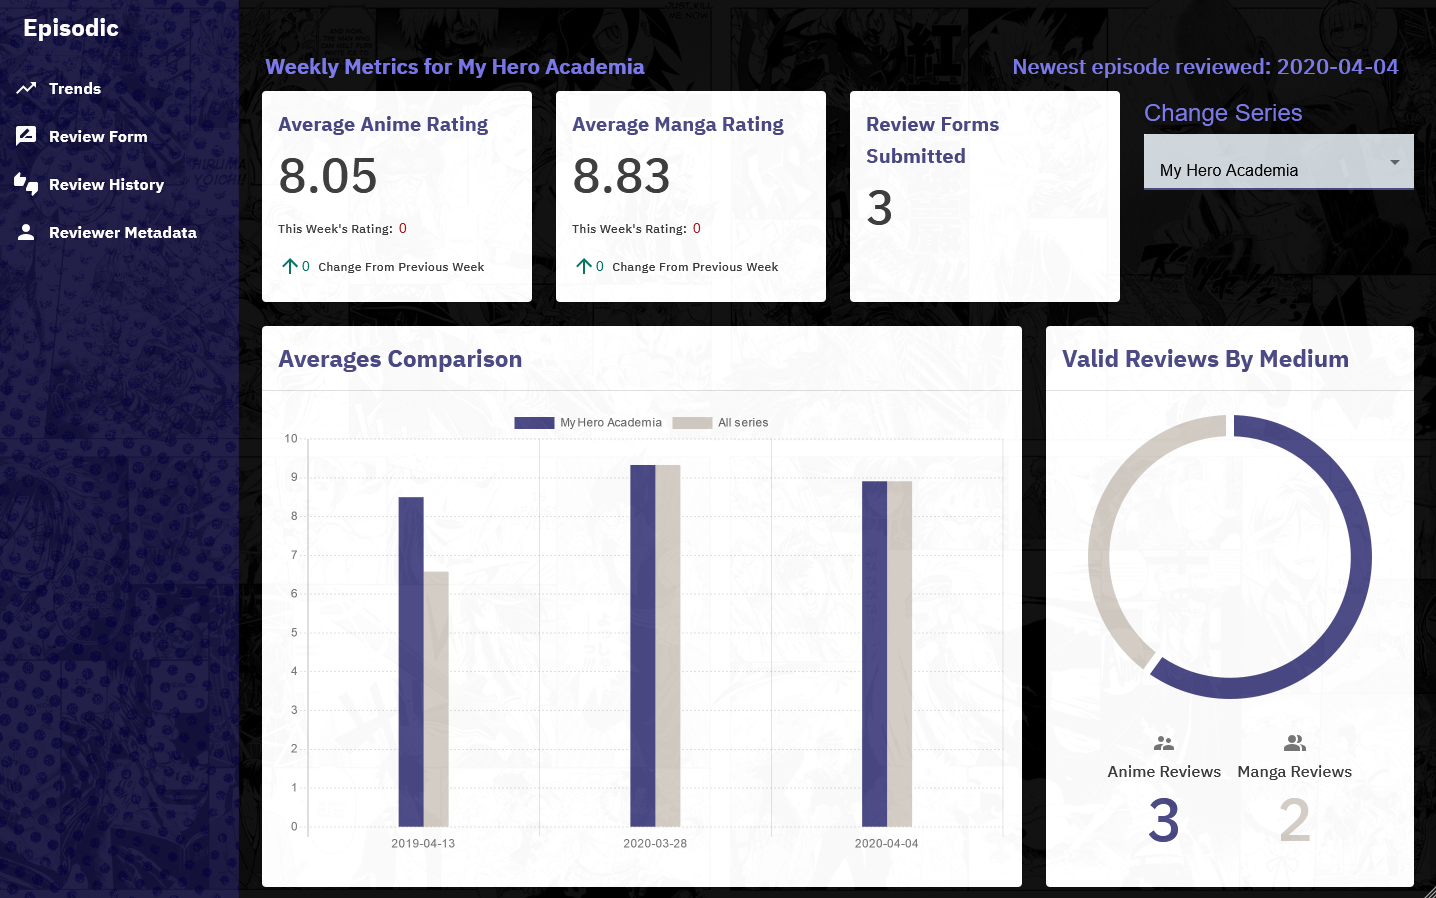 Episodic
Trends
Review Form
Review History
Reviewer Metadata
Weekly Metrics for My Hero Academia
Newest episode reviewed: 2020-04-04
Average Anime Rating
8.05
This Week's Rating: 0
0 Change From Previous Week
Average Manga Rating
8.83
This Week's Rating: 0
0 Change From Previous Week
Review Forms
Submitted
3
Change Series
My Hero Academia
Averages Comparison
My Hero Academia
All series
10
9
8
7
6
5
4
3
2
1
0
2019-04-13
2020-03-28
2020-04-04
Valid Reviews By Medium
Anime Reviews
Manga Reviews
3
2